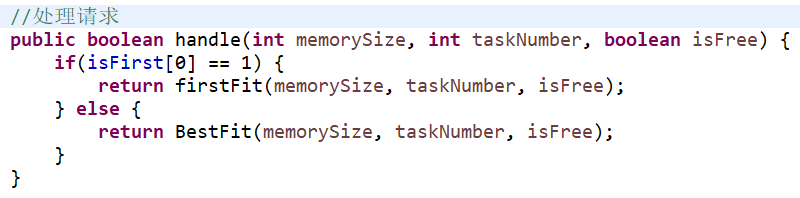 //处理请求
public boolean handle(int memorySize, int taskNumber, boolean isFree) {
    if(isFirst[0] == 1) {
        return firstFit(memorySize, taskNumber, isFree);
    } else {
        return BestFit(memorySize, taskNumber, isFree);
    }
}